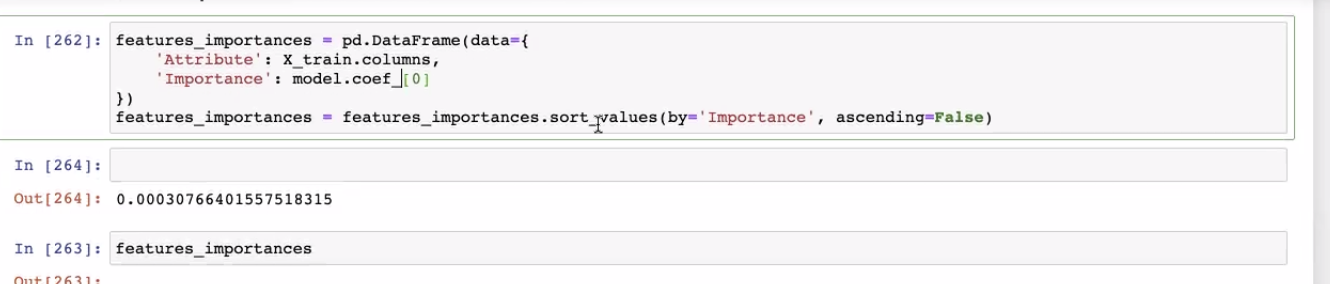 In [262]: features_importances = pd.DataFrame(data={
'Attribute': X_train.columns,
'Importance': model.coef_[0]
})
features_importances = features_importances.sort_values(by='Importance', ascending=False)
In [264]:
Out[264]: 0.00030766401557518315
In [263]: features_importances
Out[263]: